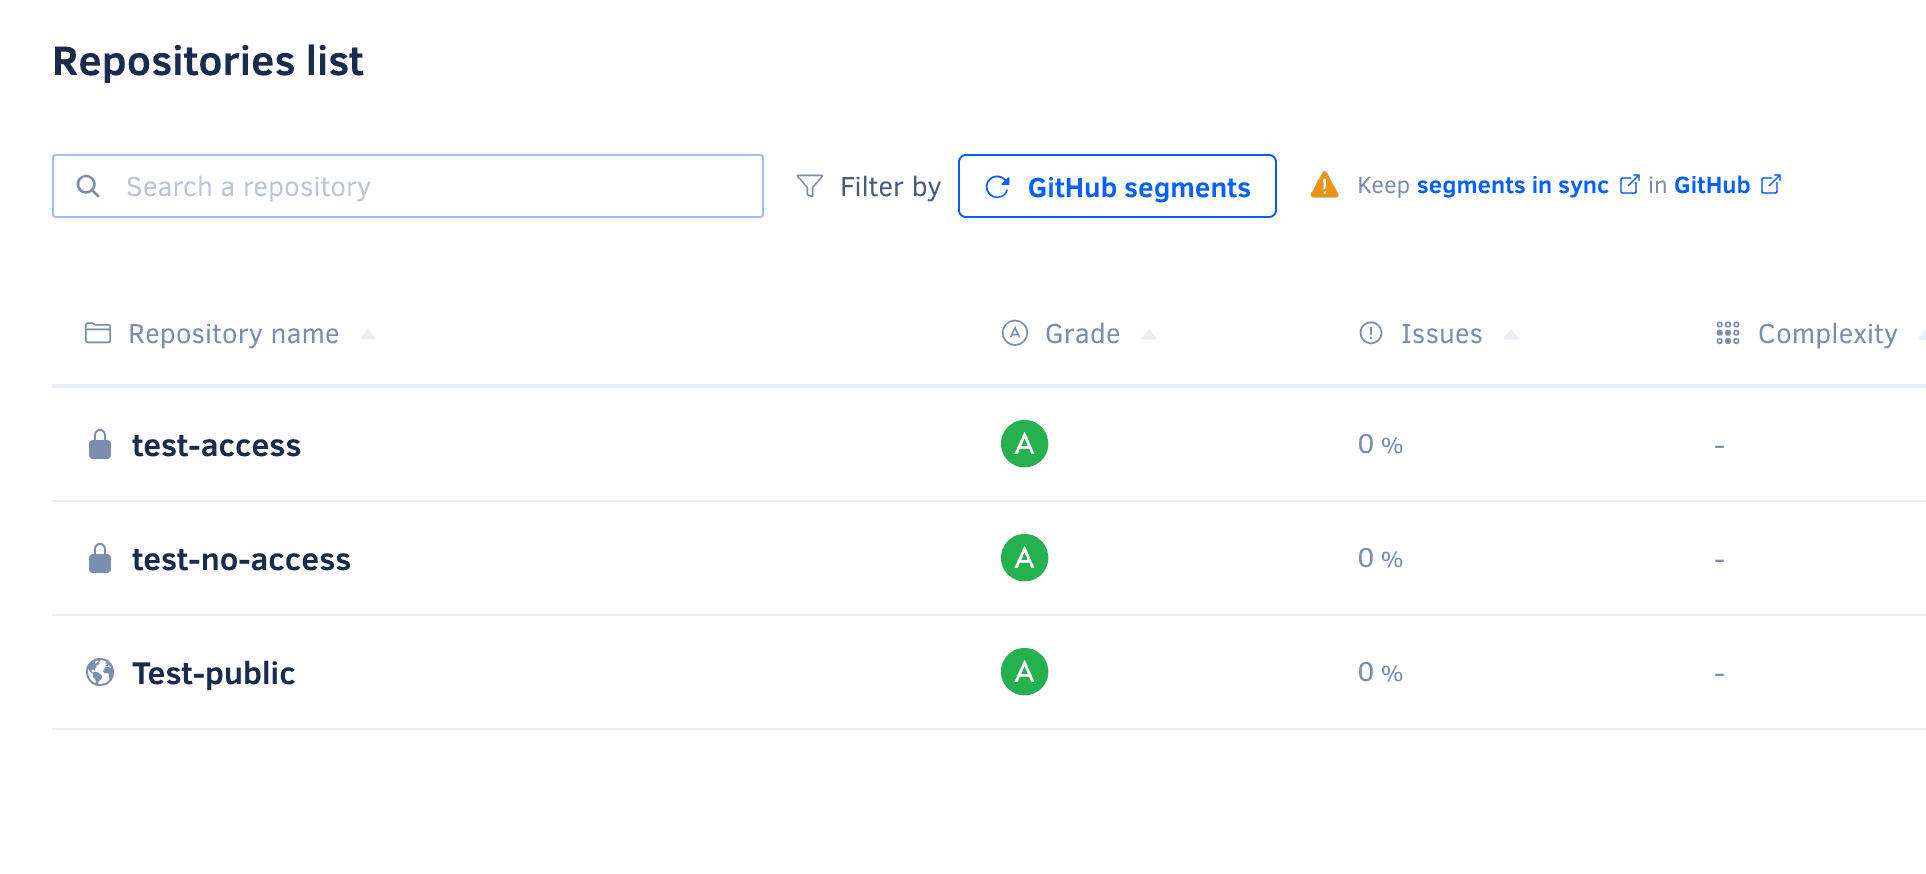 Repositories list
Search a repository Filter by GitHub segments Keep segments in sync in GitHub
Repository name A Grade Issues Complexity
test-access A 0 % -
test-no-access A 0 % -
Test-public A 0 % -